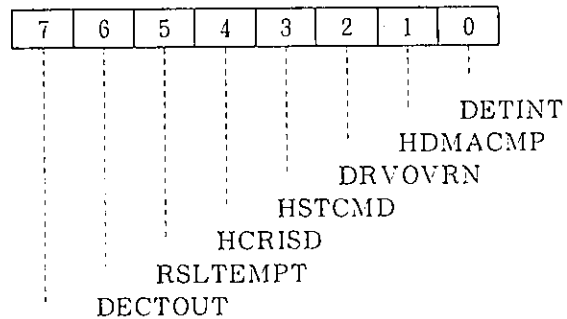 7 6 5 4 3 2 1 0
DETINT
HDMACMP
DRVOVRN
HSTCMD
HCRISD
RSLTEMPT
DECTOUT